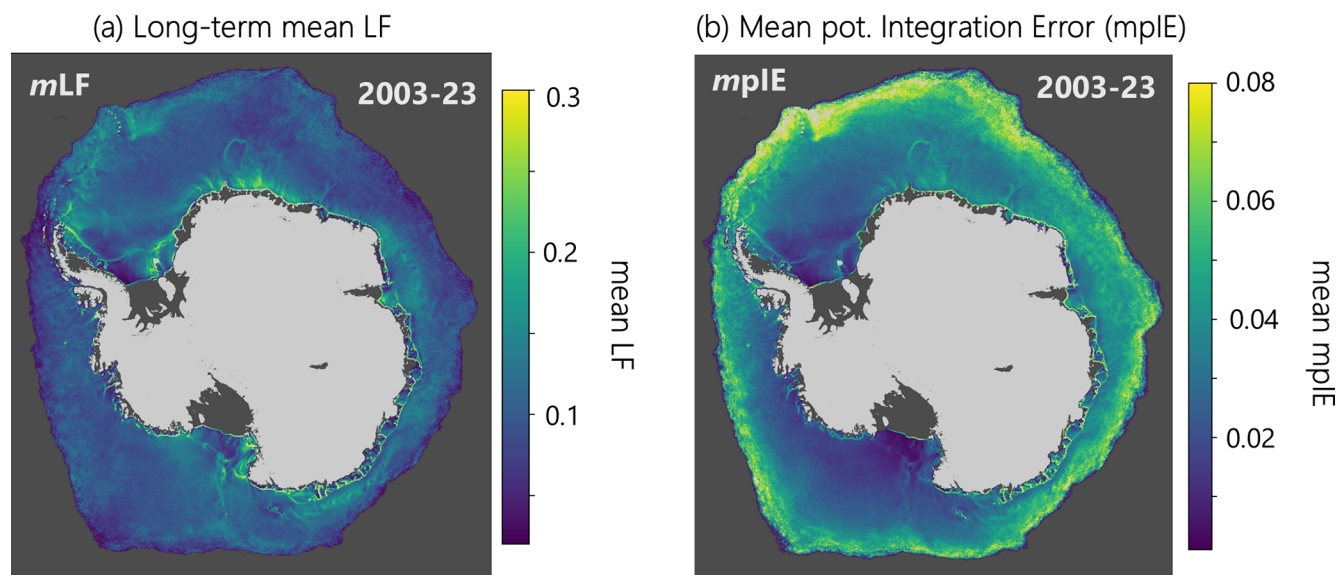 (a) Long-term mean LF
mLF
2003-23
0.3
0.2
0.1
mean LF
(b) Mean pot. Integration Error (mpIE)
mpIE
2003-23
0.08
0.06
0.04
0.02
mean mpIE